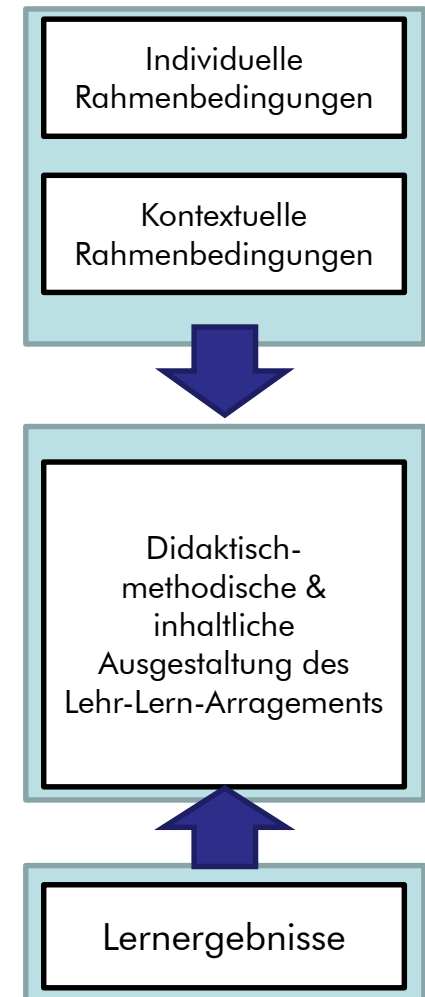 Individuelle
Rahmenbedingungen
Kontextuelle
Rahmenbedingungen
Didaktisch-
methodische &
inhaltliche
Ausgestaltung des
Lehr-Lern-Arragements
Lernergebnisse